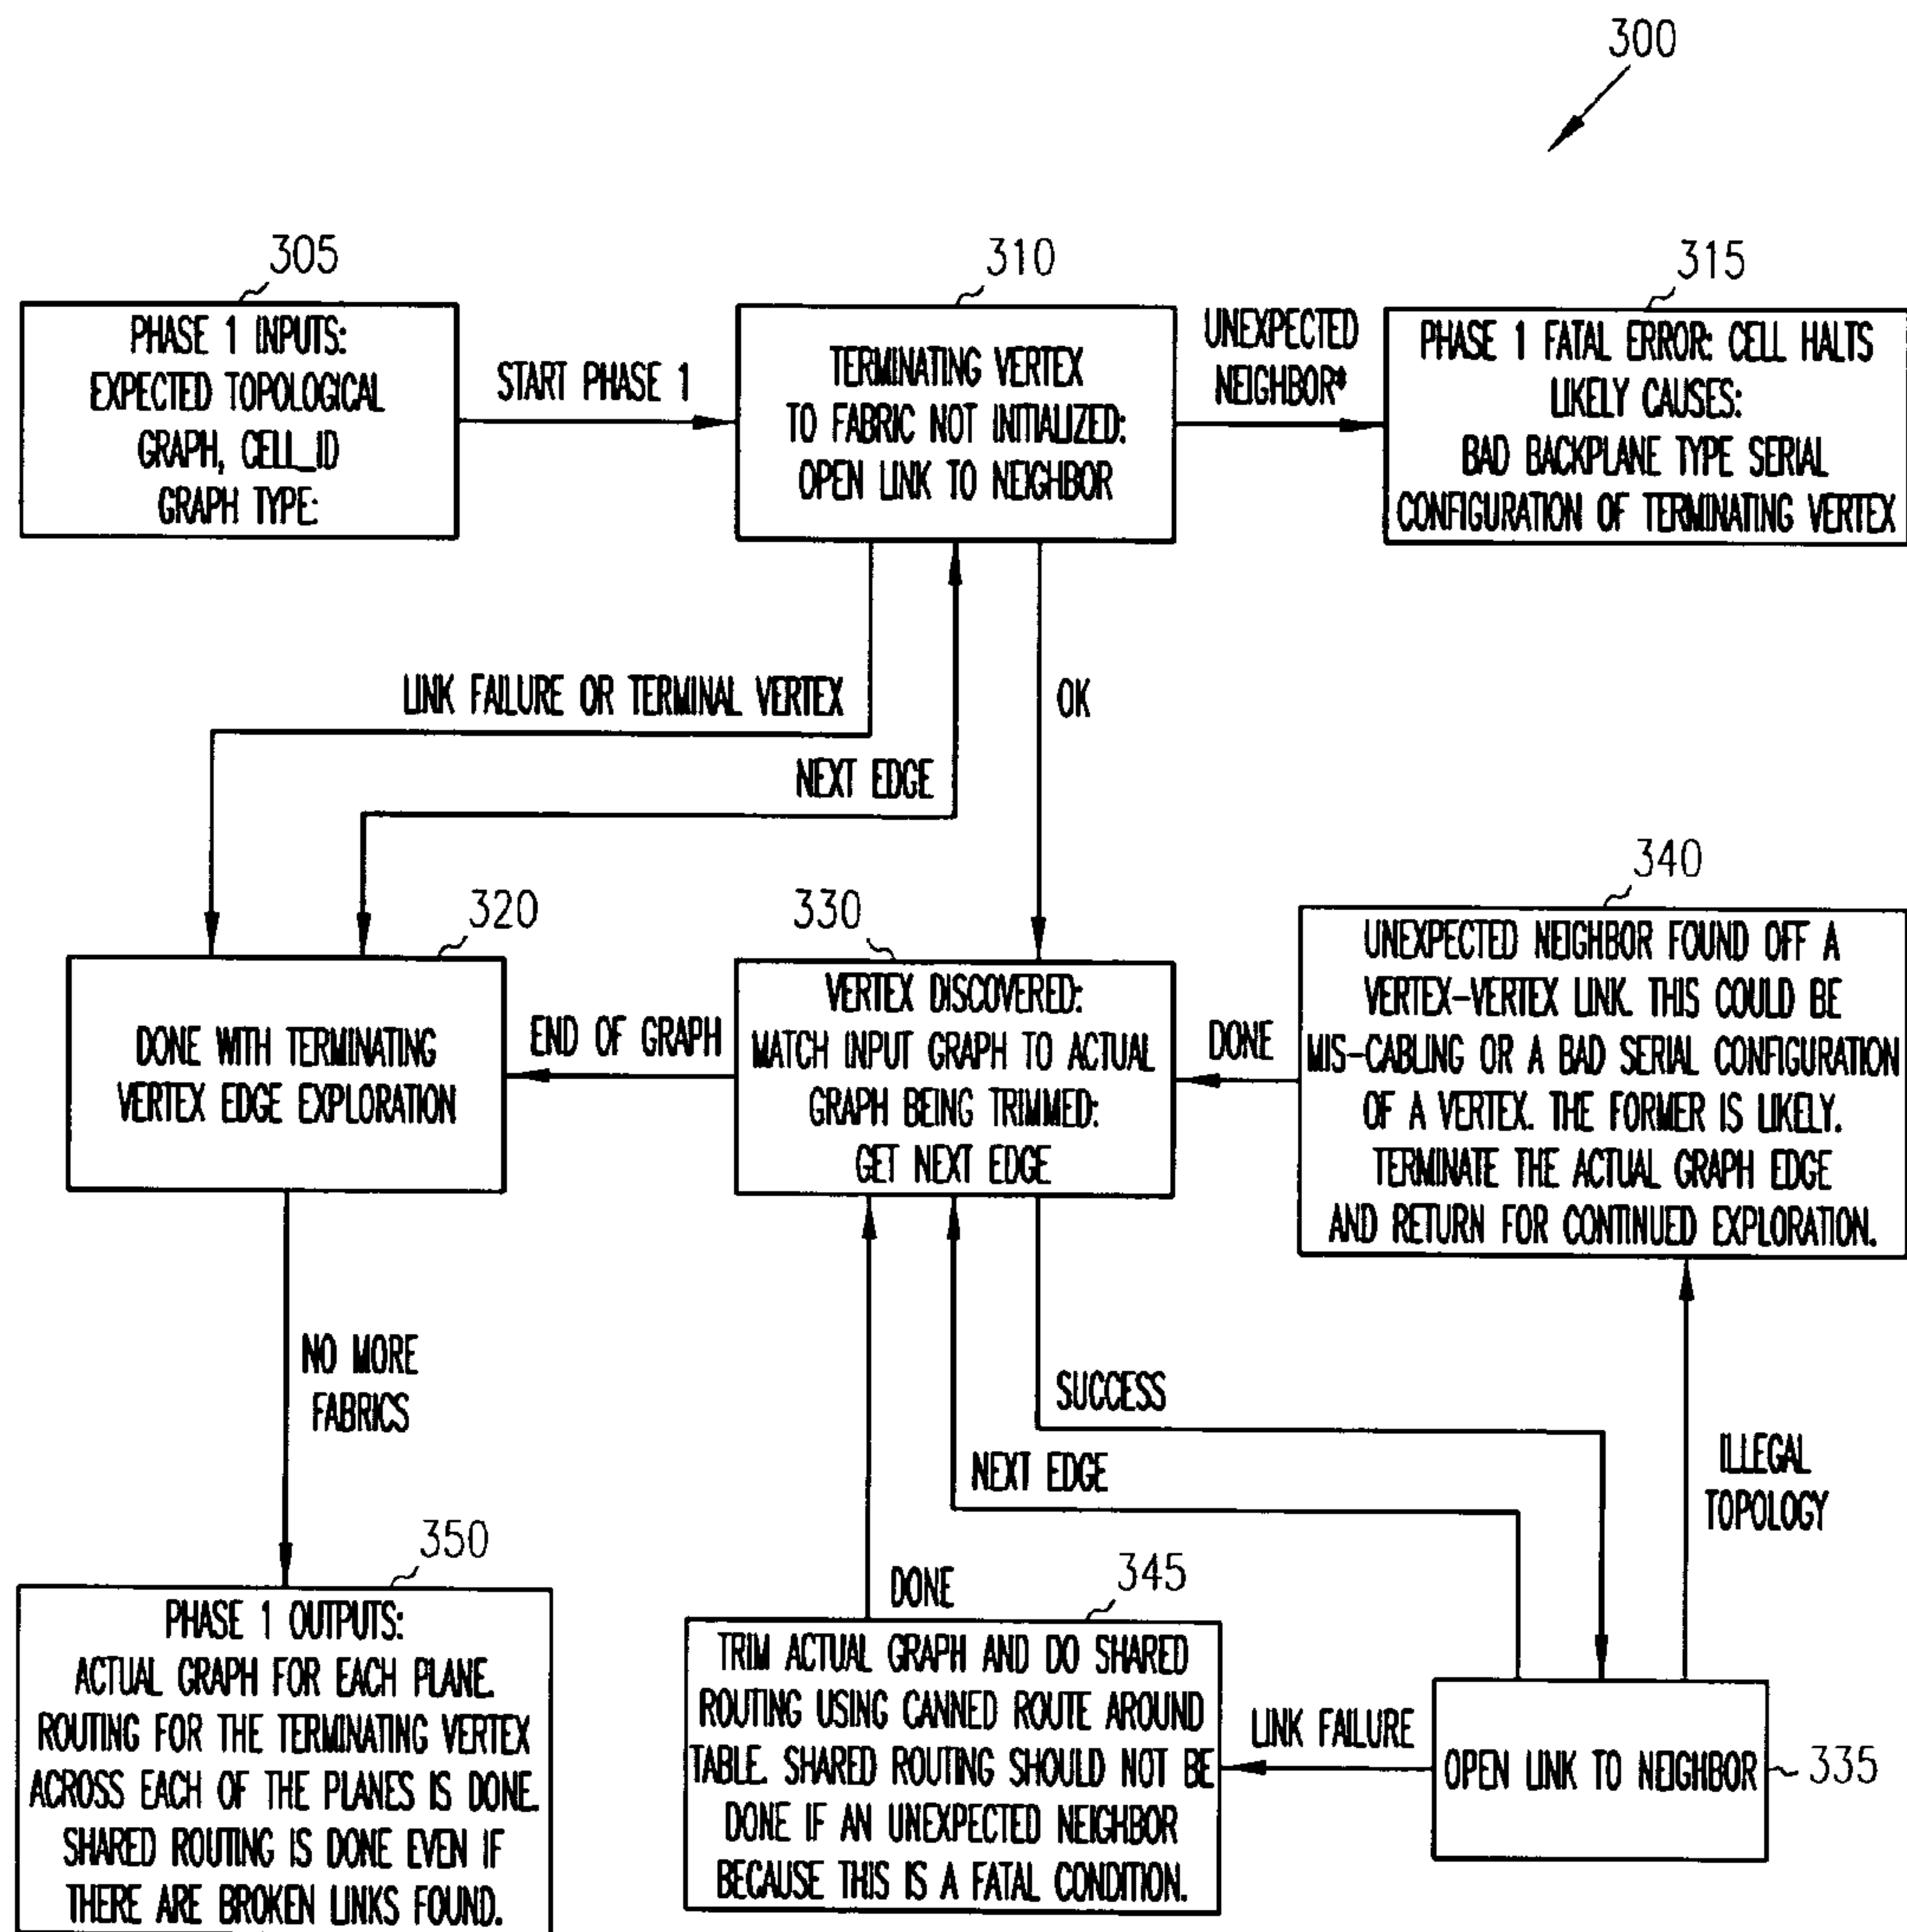 300
305
PHASE 1 INPUTS:
EXPECTED TOPOLOGICAL
GRAPH, CELL_ID
GRAPH TYPE:
START PHASE 1
310
TERMINATING VERTEX
TO FABRIC NOT INITIALIZED:
OPEN LINK TO NEIGHBOR
UNEXPECTED
NEIGHBOR*
315
PHASE 1 FATAL ERROR: CELL HALTS
LIKELY CAUSES:
BAD BACKPLANE TYPE SERIAL
CONFIGURATION OF TERMINATING VERTEX
LINK FAILURE OR TERMINAL VERTEX
OK
NEXT EDGE
320
DONE WITH TERMINATING
VERTEX EDGE EXPLORATION
END OF GRAPH
330
VERTEX DISCOVERED:
MATCH INPUT GRAPH TO ACTUAL
GRAPH BEING TRIMMED:
GET NEXT EDGE
DONE
340
UNEXPECTED NEIGHBOR FOUND OFF A
VERTEX-VERTEX LINK. THIS COULD BE
MIS-CABLING OR A BAD SERIAL CONFIGURATION
OF A VERTEX. THE FORMER IS LIKELY.
TERMINATE THE ACTUAL GRAPH EDGE
AND RETURN FOR CONTINUED EXPLORATION.
NO MORE
FABRICS
SUCCESS
NEXT EDGE
ILLEGAL
TOPOLOGY
350
PHASE 1 OUTPUTS:
ACTUAL GRAPH FOR EACH PLANE.
ROUTING FOR THE TERMINATING VERTEX
ACROSS EACH OF THE PLANES IS DONE.
SHARED ROUTING IS DONE EVEN IF
THERE ARE BROKEN LINKS FOUND.
DONE
345
TRIM ACTUAL GRAPH AND DO SHARED
ROUTING USING CANNED ROUTE AROUND
TABLE. SHARED ROUTING SHOULD NOT BE
DONE IF AN UNEXPECTED NEIGHBOR
BECAUSE THIS IS A FATAL CONDITION.
LINK FAILURE
OPEN LINK TO NEIGHBOR
335